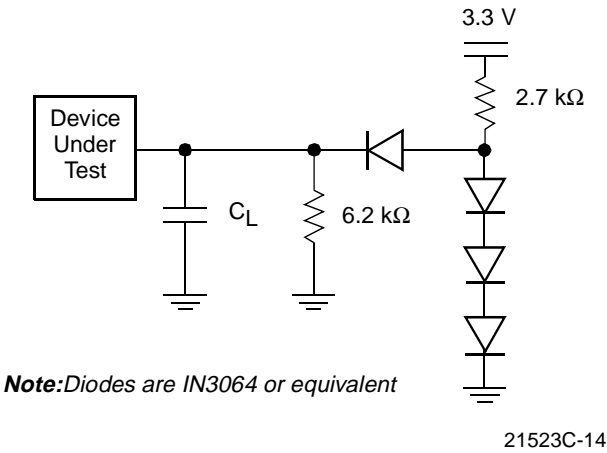 3.3 V
2.7 kΩ
Device
Under
Test
CL
6.2 kΩ
Note:Diodes are IN3064 or equivalent
21523C-14